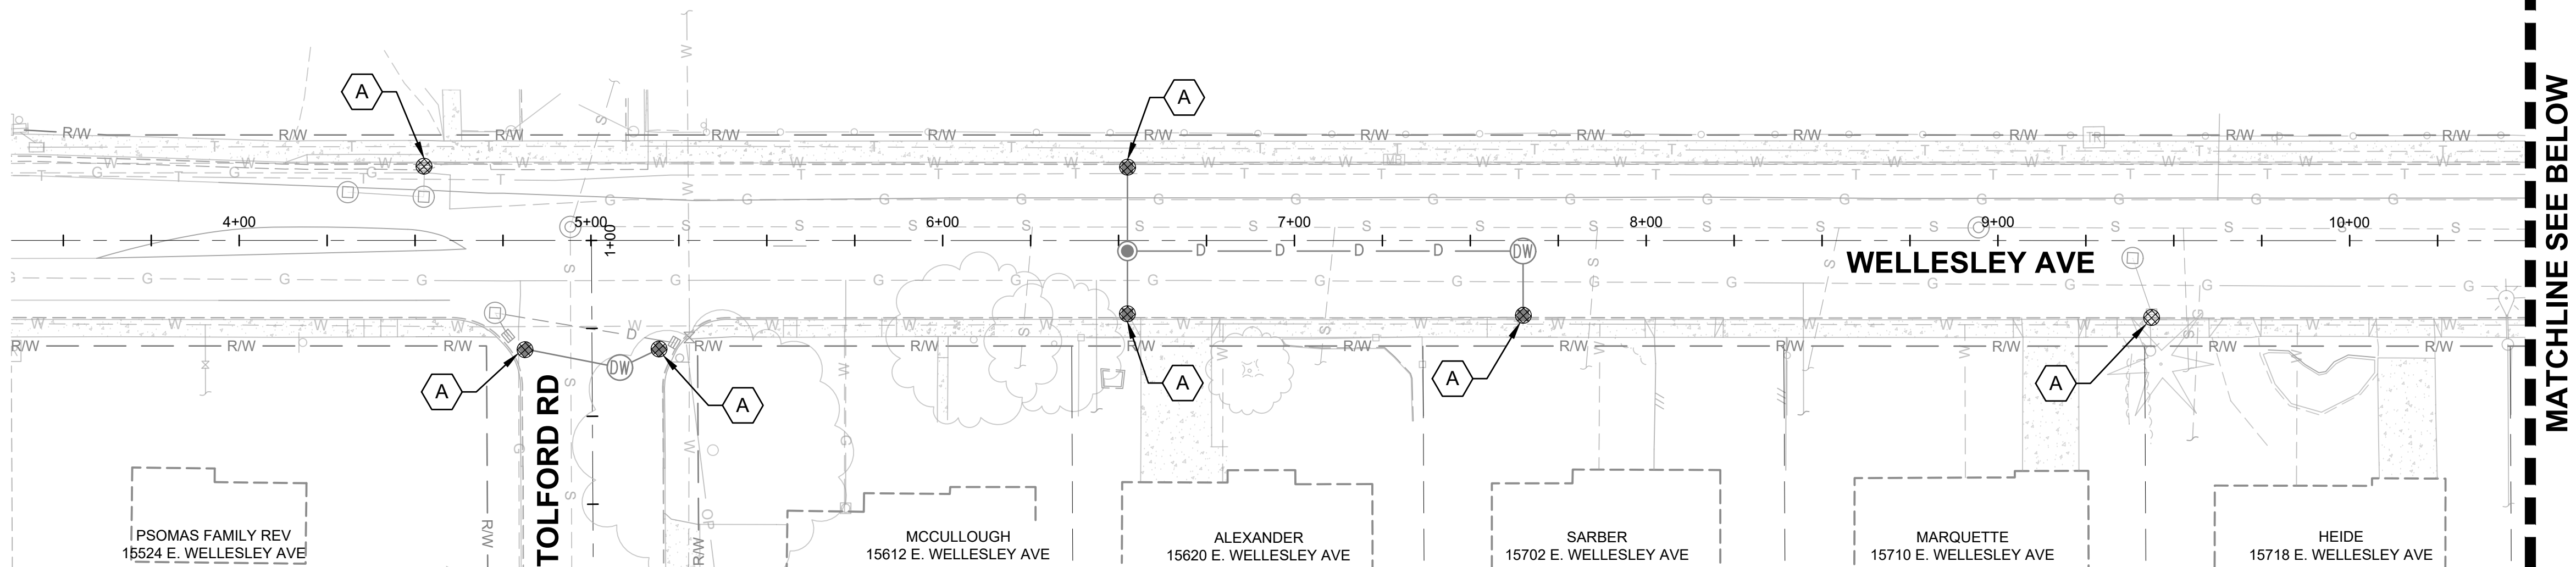 A
A
R/W R/W R/W R/W R/W R/W R/W R/W R/W R/W R/W R/W
TR
4+00 5+00 6+00 7+00 8+00 9+00 10+00
1+00
D D D D DW
WELLESLEY AVE
D
R/W R/W R/W R/W R/W R/W R/W R/W R/W R/W R/W R/W
DW
A A A A A
TOLFORD RD
R/W
R/W
PSOMAS FAMILY REV
15524 E. WELLESLEY AVE
MCCULLOUGH
15612 E. WELLESLEY AVE
ALEXANDER
15620 E. WELLESLEY AVE
SARBER
15702 E. WELLESLEY AVE
MARQUETTE
15710 E. WELLESLEY AVE
HEIDE
15718 E. WELLESLEY AVE
MATCHLINE SEE BELOW